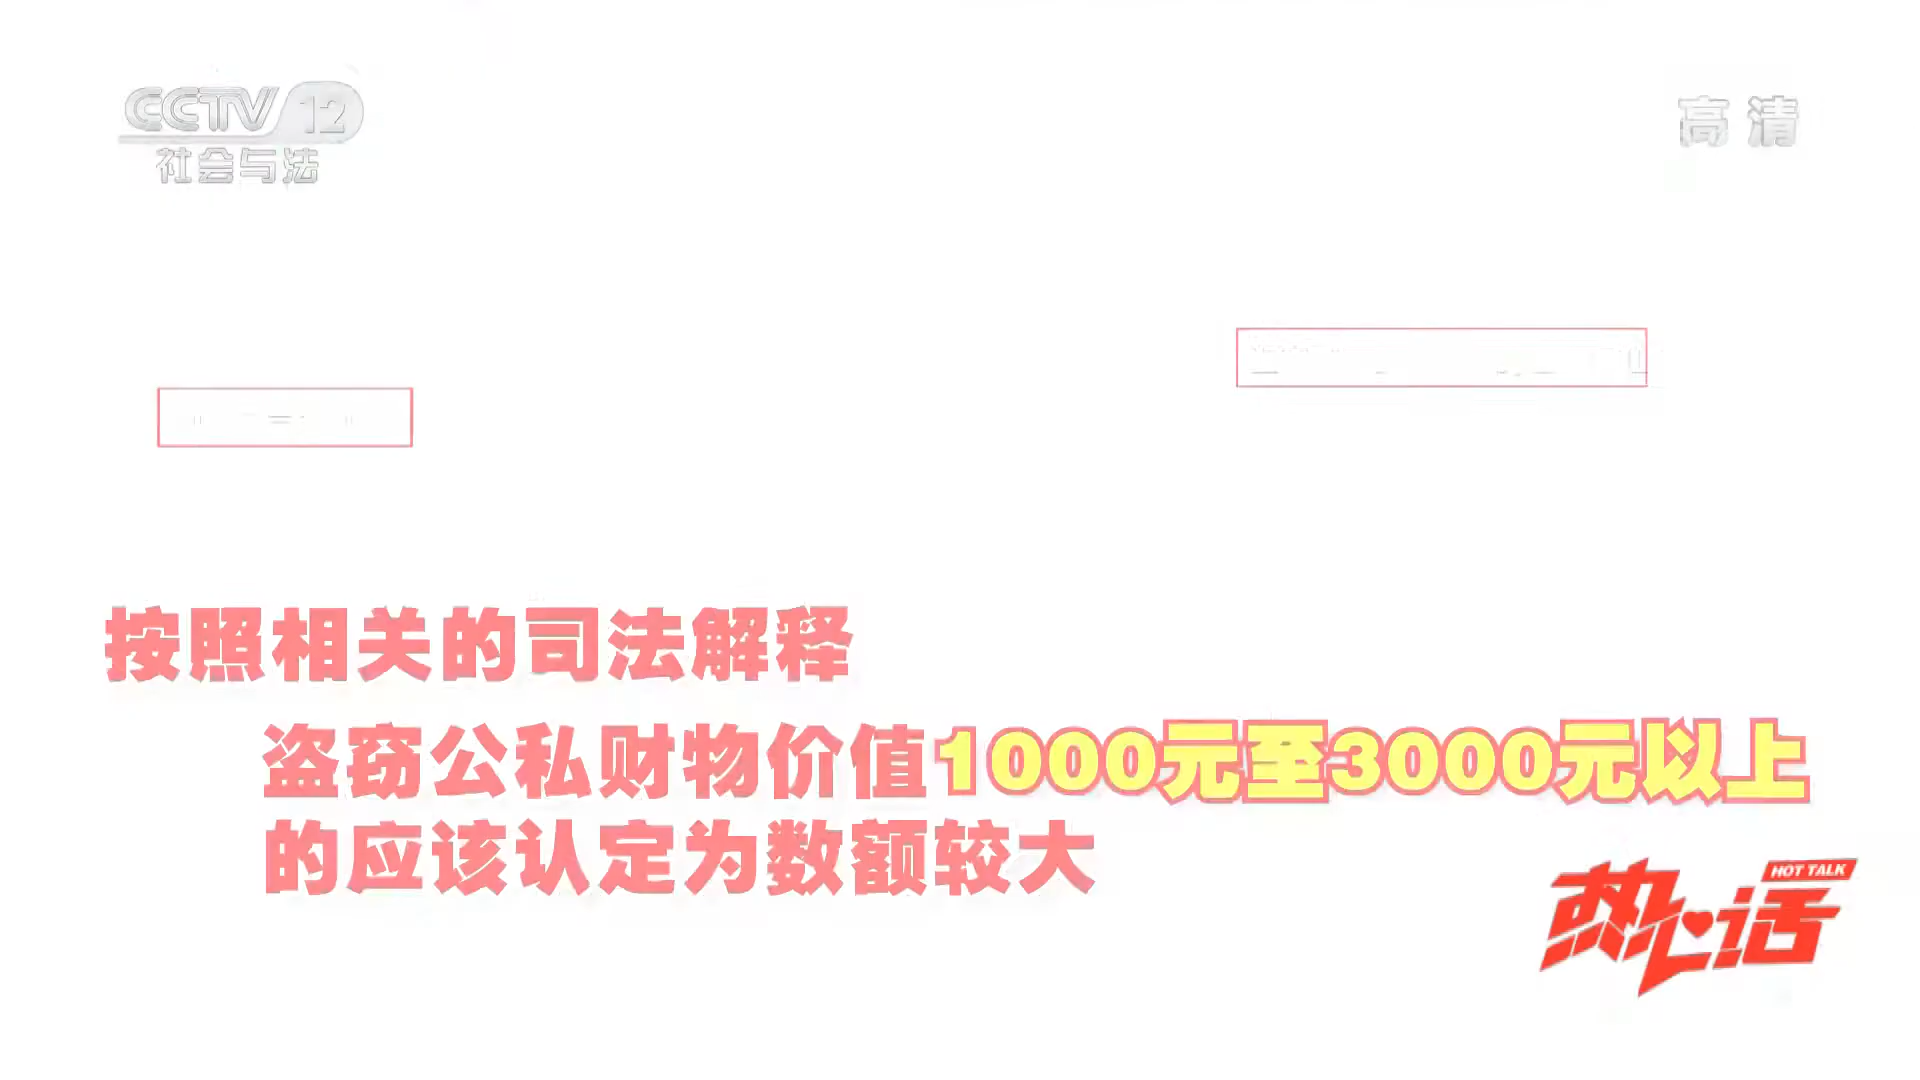 CCTV 12
高清
社会与法
按照相关的司法解释
盗窃公私财物价值1000元至3000元以上
的应该认定为数额较大
HOT TALK
热心话